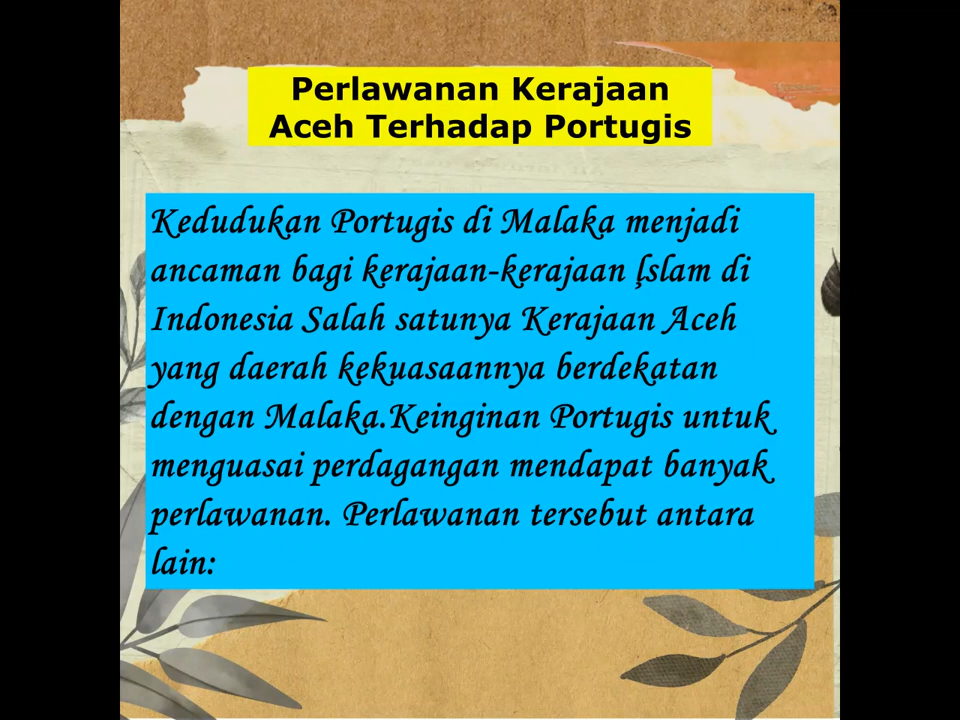 Perlawanan Kerajaan
Aceh Terhadap Portugis
Kedudukan Portugis di Malaka menjadi
ancaman bagi kerajaan-kerajaan ļslam di
Indonesia Salah satunya Kerajaan Aceh
yang daerah kekuasaannya berdekatan
dengan Malaka.Keinginan Portugis untuk
menguasai perdagangan mendapat banyak
perlawanan. Perlawanan tersebut antara
lain: